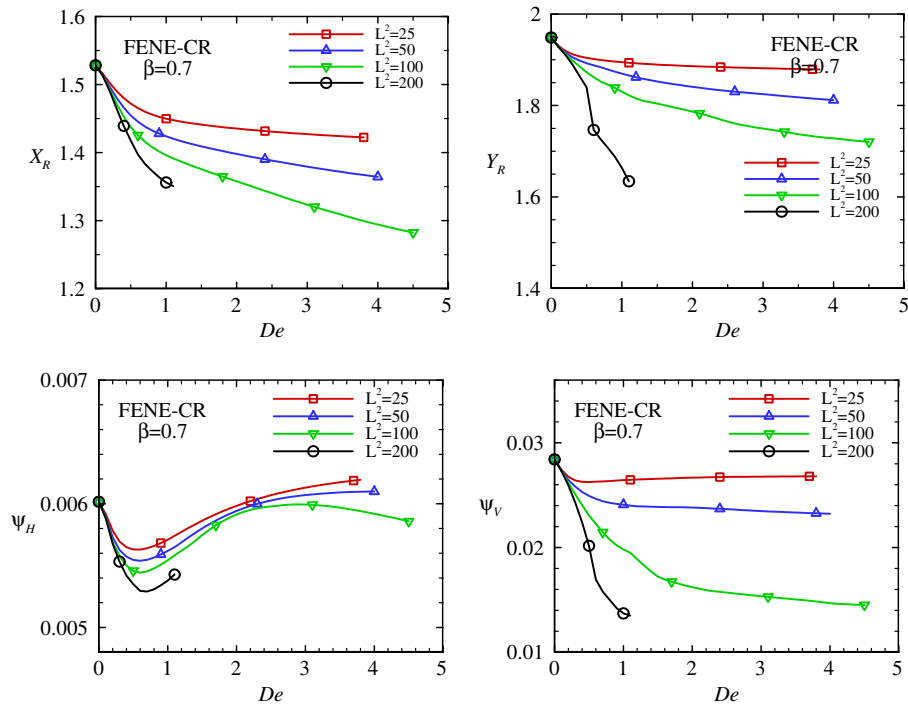 1.6
1.5
1.4
1.3
1.2
X_R
0
1
2
3
4
5
De
FENE-CR
β=0.7
L²=25
L²=50
L²=100
L²=200
2
1.8
1.6
1.4
Y_R
0
1
2
3
4
5
De
FENE-CR
β=0.7
L²=25
L²=50
L²=100
L²=200
0.007
0.006
0.005
Ψ_H
0
1
2
3
4
5
De
FENE-CR
β=0.7
L²=25
L²=50
L²=100
L²=200
0.03
0.02
0.01
Ψ_V
0
1
2
3
4
5
De
FENE-CR
β=0.7
L²=25
L²=50
L²=100
L²=200